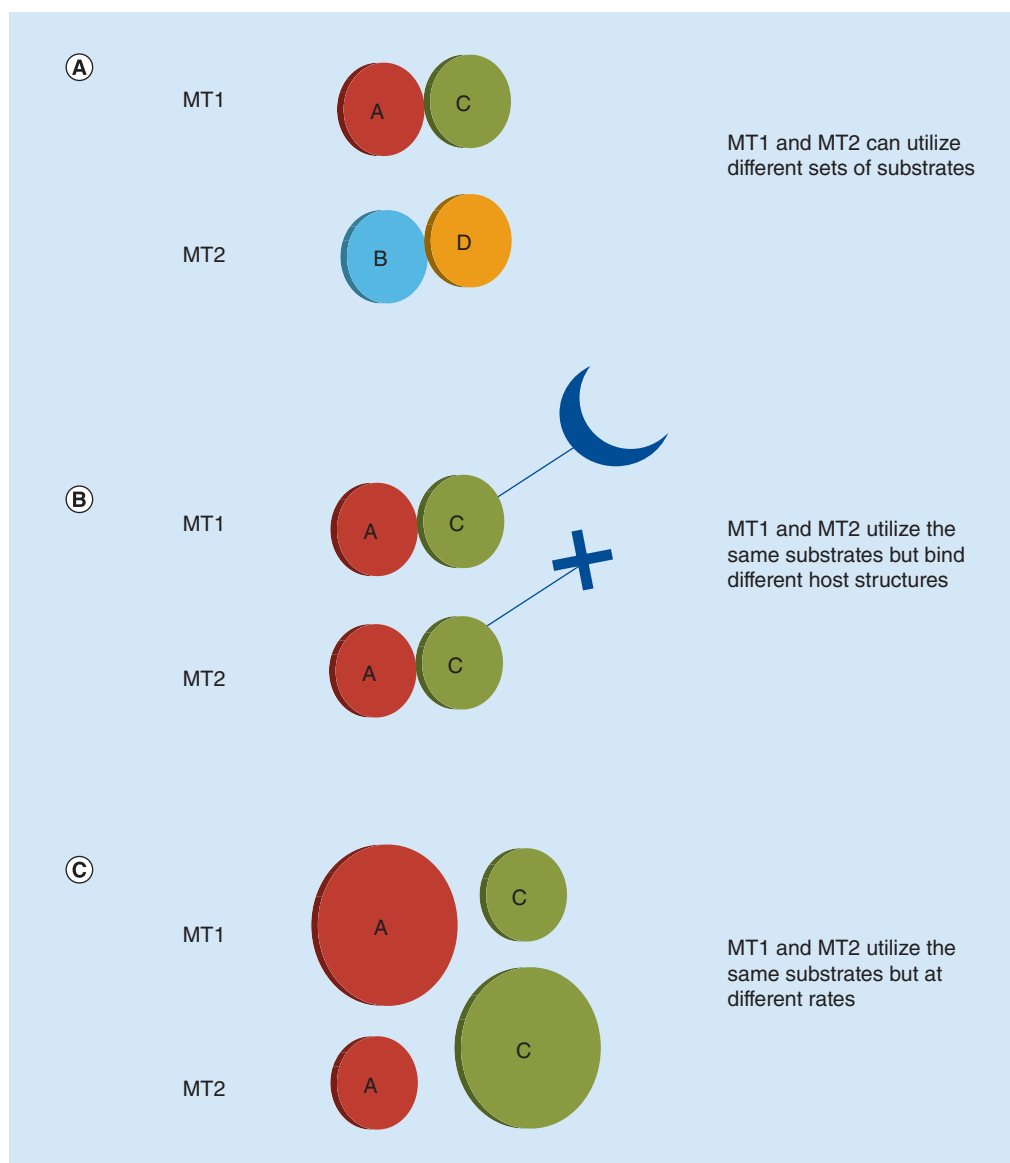 A
MT1
A
C
MT1 and MT2 can utilize
different sets of substrates
MT2
B
D
B
MT1
A
C
MT1 and MT2 utilize the
same substrates but bind
different host structures
MT2
A
C
C
MT1
A
C
MT1 and MT2 utilize the
same substrates but at
different rates
MT2
A
C